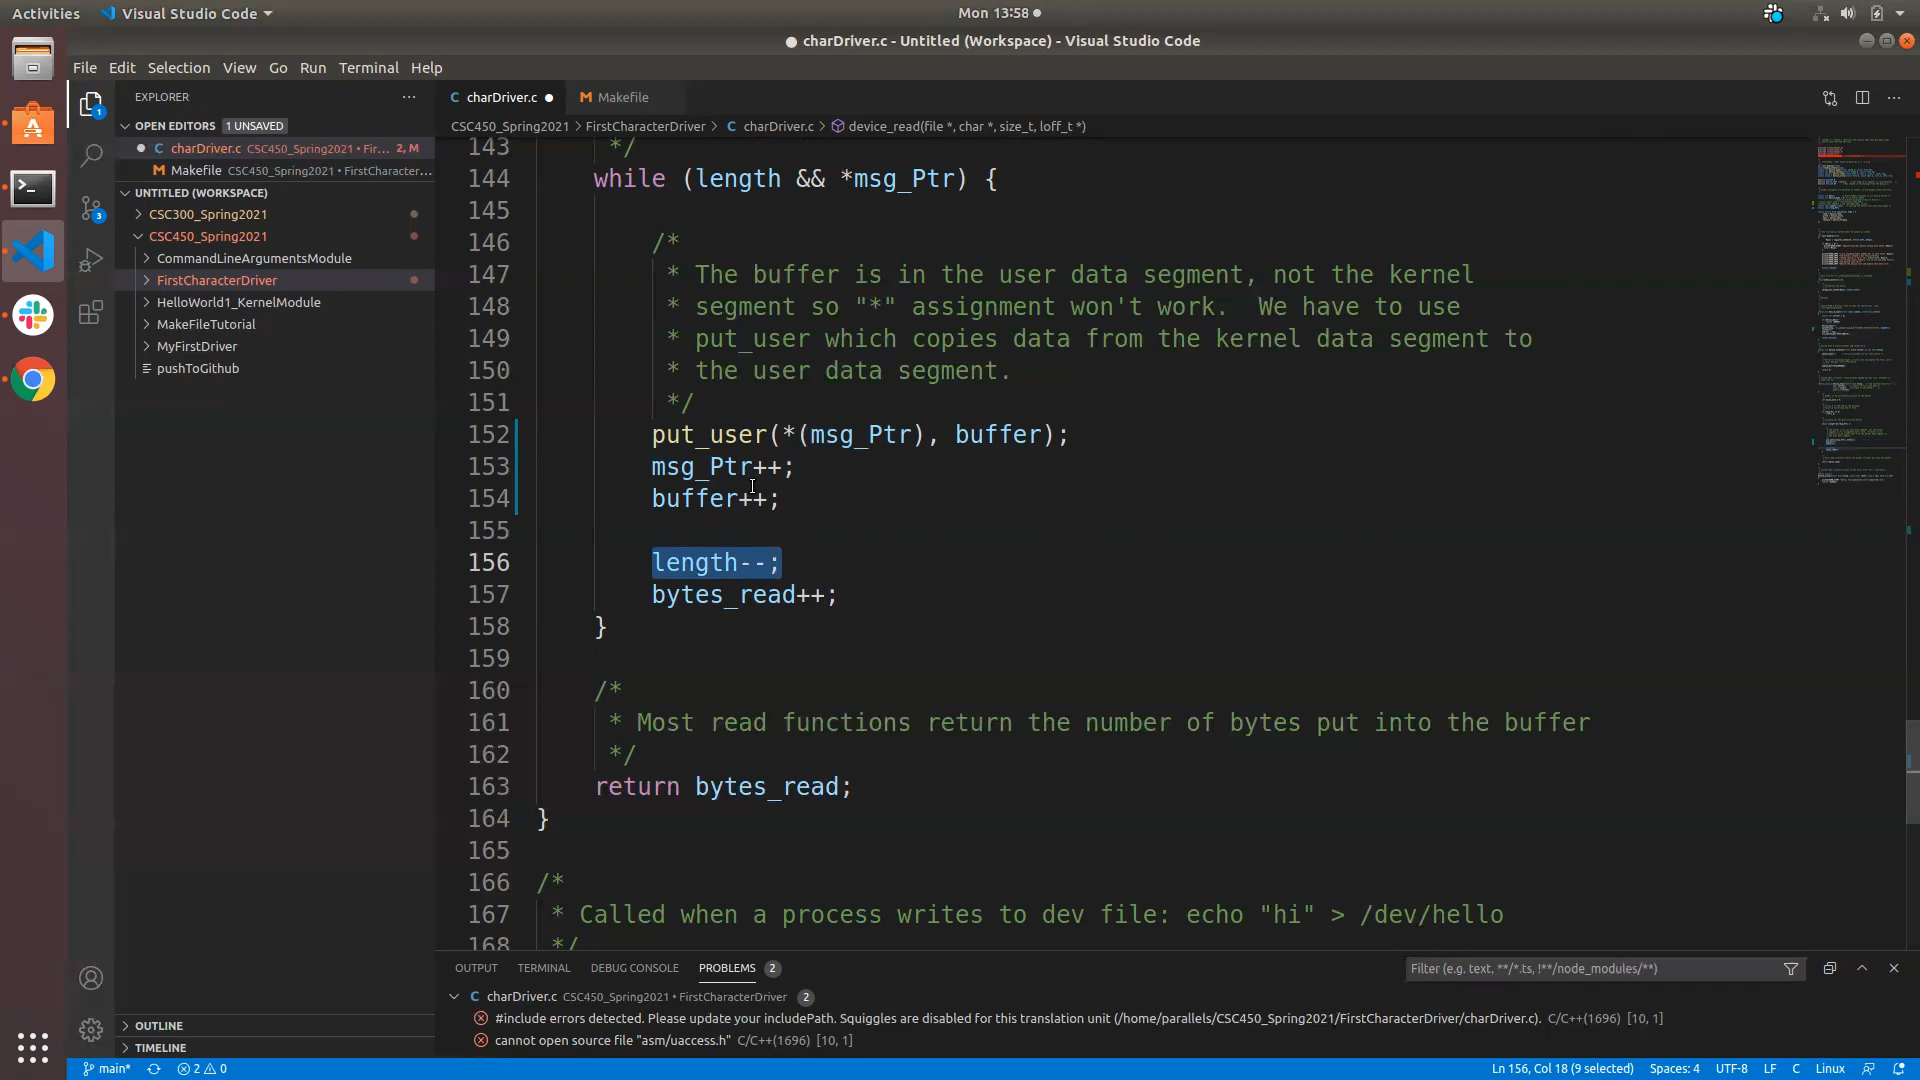 Activities
Visual Studio Code
Mon 13:58
charDriver.c - Untitled (Workspace) - Visual Studio Code
File Edit Selection View Go Run Terminal Help
EXPLORER
OPEN EDITORS 1 UNSAVED
charDriver.c CSC450_Spring2021 • Fir... 2, M
Makefile CSC450_Spring2021 • FirstCharacter...
UNTITLED (WORKSPACE)
CSC300_Spring2021
CSC450_Spring2021
CommandLineArgumentsModule
FirstCharacterDriver
HelloWorld1_KernelModule
MakeFileTutorial
MyFirstDriver
pushToGithub
OUTLINE
TIMELINE
1
3
charDriver.c
Makefile
CSC450_Spring2021 > FirstCharacterDriver > charDriver.c > device_read(file *, char *, size_t, loff_t *)
143 */
144 while (length && *msg_Ptr) {
145
146 /*
147 * The buffer is in the user data segment, not the kernel
148 * segment so "*" assignment won't work.  We have to use
149 * put_user which copies data from the kernel data segment to
150 * the user data segment.
151 */
152 put_user(*(msg_Ptr), buffer);
153 msg_Ptr++;
154 buffer++;
155
156 length--;
157 bytes_read++;
158 }
159
160 /*
161 * Most read functions return the number of bytes put into the buffer
162 */
163 return bytes_read;
164 }
165
166 /*
167 * Called when a process writes to dev file: echo "hi" > /dev/hello
168 */
OUTPUT TERMINAL DEBUG CONSOLE PROBLEMS 2
Filter (e.g. text, **/*.ts, !**/node_modules/**)
charDriver.c CSC450_Spring2021 • FirstCharacterDriver 2
#include errors detected. Please update your includePath. Squiggles are disabled for this translation unit (/home/parallels/CSC450_Spring2021/FirstCharacterDriver/charDriver.c). C/C++(1696) [10, 1]
cannot open source file "asm/uaccess.h" C/C++(1696) [10, 1]
main* 2 0
Ln 156, Col 18 (9 selected) Spaces: 4 UTF-8 LF C Linux